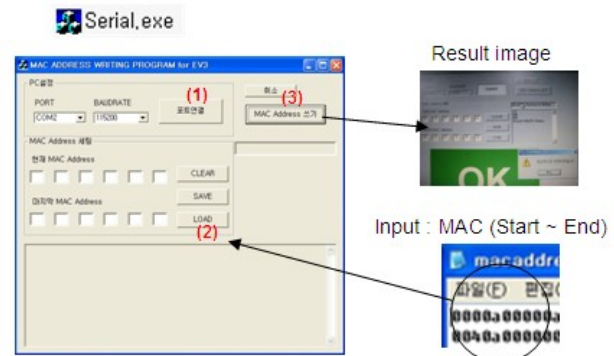 Serial.exe
MAC ADDRESS WRITING PROGRAM for EV3
PC설정
PORT
BAUDRATE
COM2
115200
(1)
포트연결
취소
(3)
MAC Address 쓰기
MAC Address 세팅
현재 MAC Address
CLEAR
마지막 MAC Address
SAVE
LOAD
(2)
Result image
OK
Input : MAC (Start ~ End)
macaddre
파일(F) 편집(